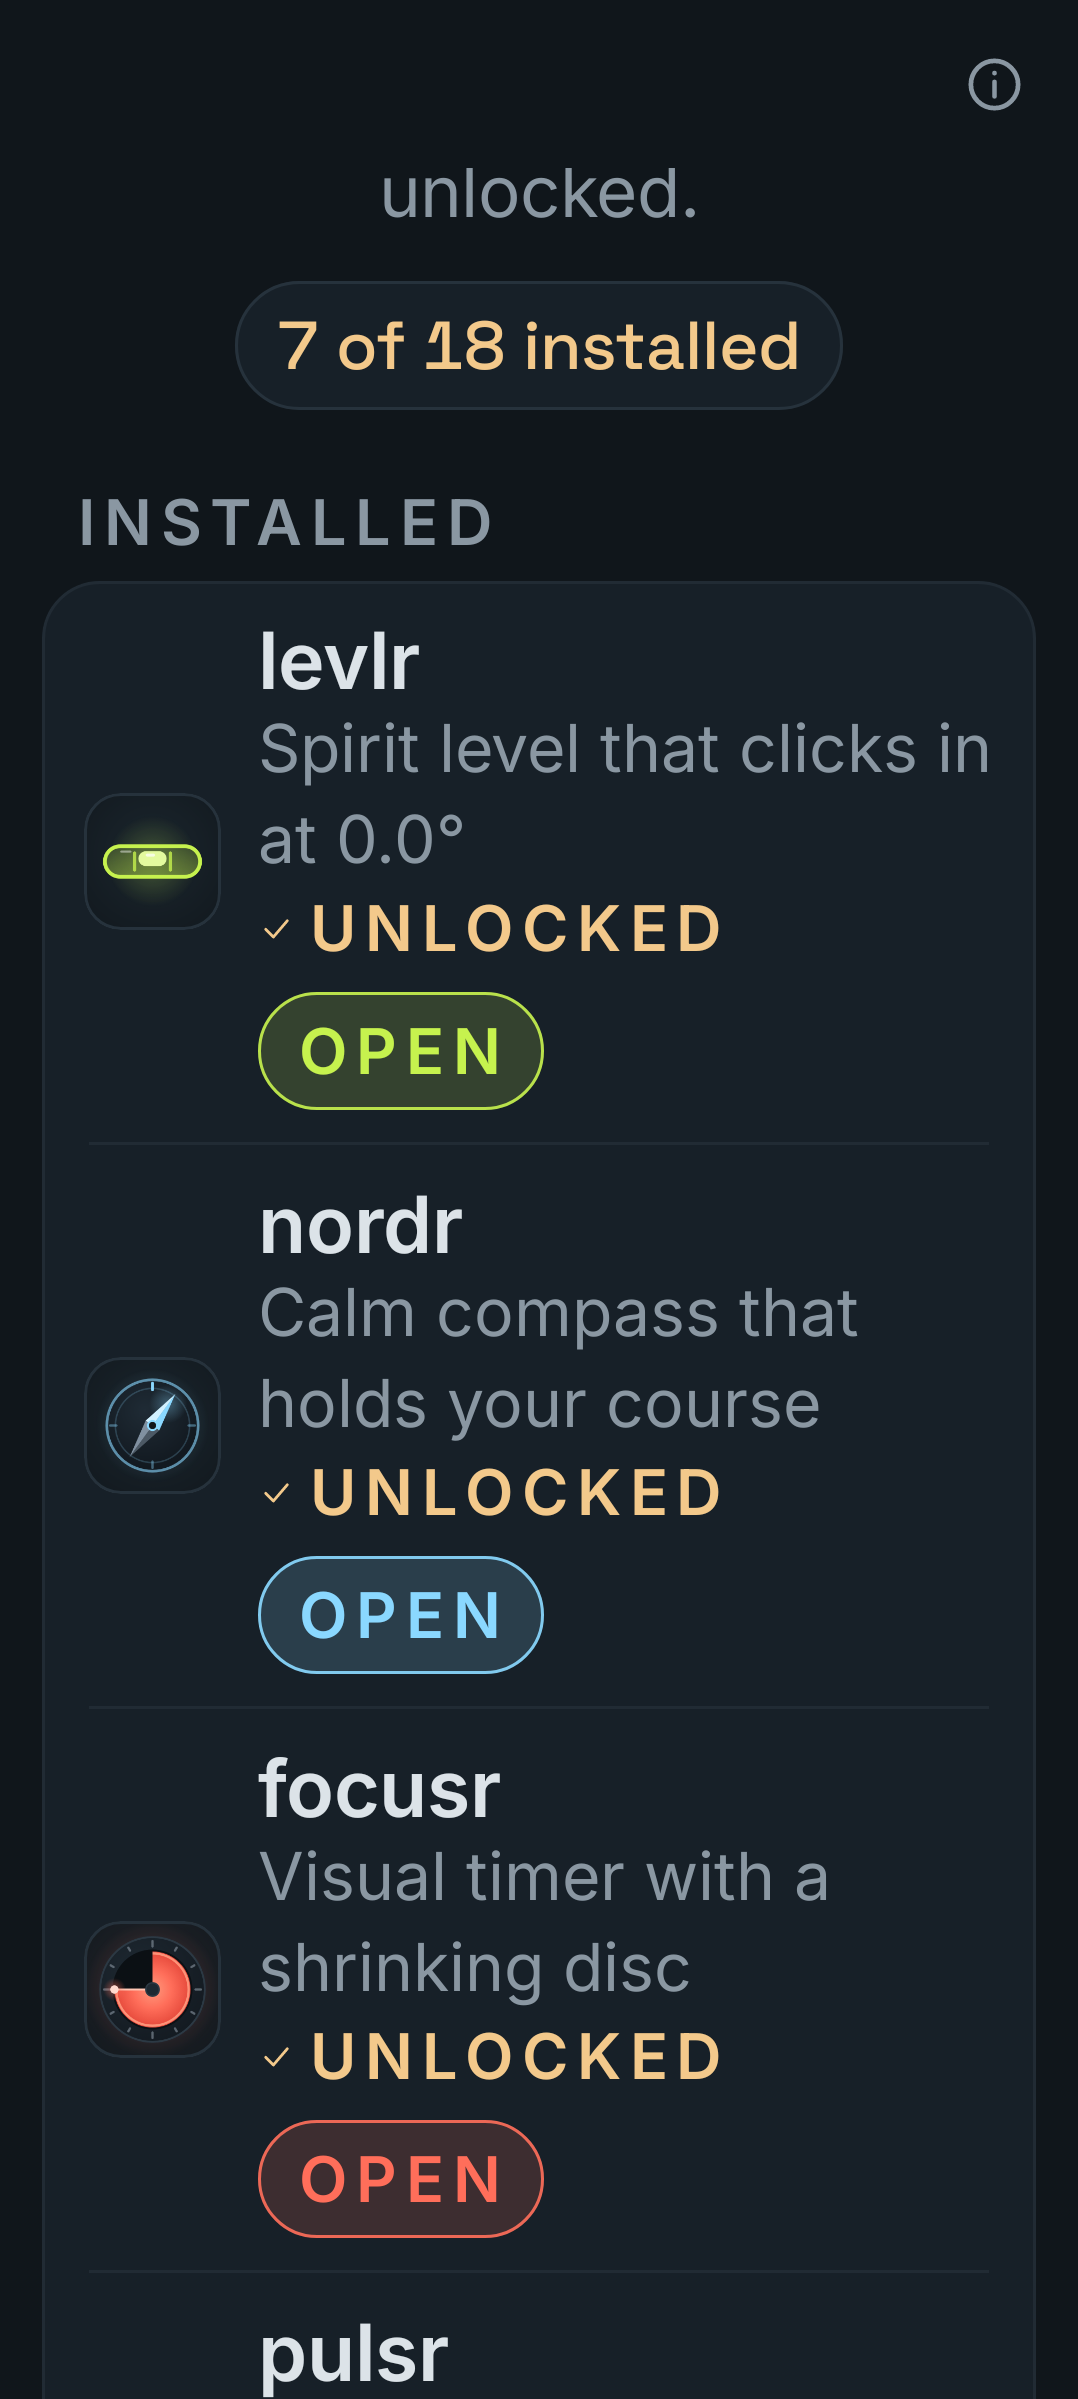 unlocked.
7 of 18 installed
INSTALLED
levlr
Spirit level that clicks in
at 0.0°
✓ UNLOCKED
OPEN
nordr
Calm compass that
holds your course
✓ UNLOCKED
OPEN
focusr
Visual timer with a
shrinking disc
✓ UNLOCKED
OPEN
pulsr